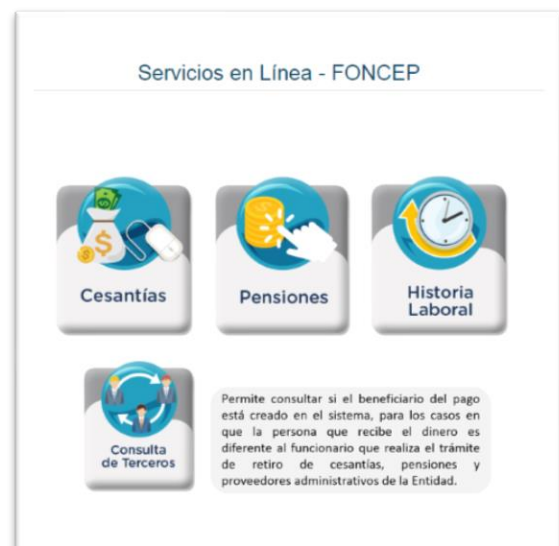 Servicios en Línea - FONCEP
Cesantías
Pensiones
Historia
Laboral
Consulta
de Terceros
Permite consultar si el beneficiario del pago
está creado en el sistema, para los casos en
que la persona que recibe el dinero es
diferente al funcionario que realiza el trámite
de retiro de cesantías, pensiones y
proveedores administrativos de la Entidad.